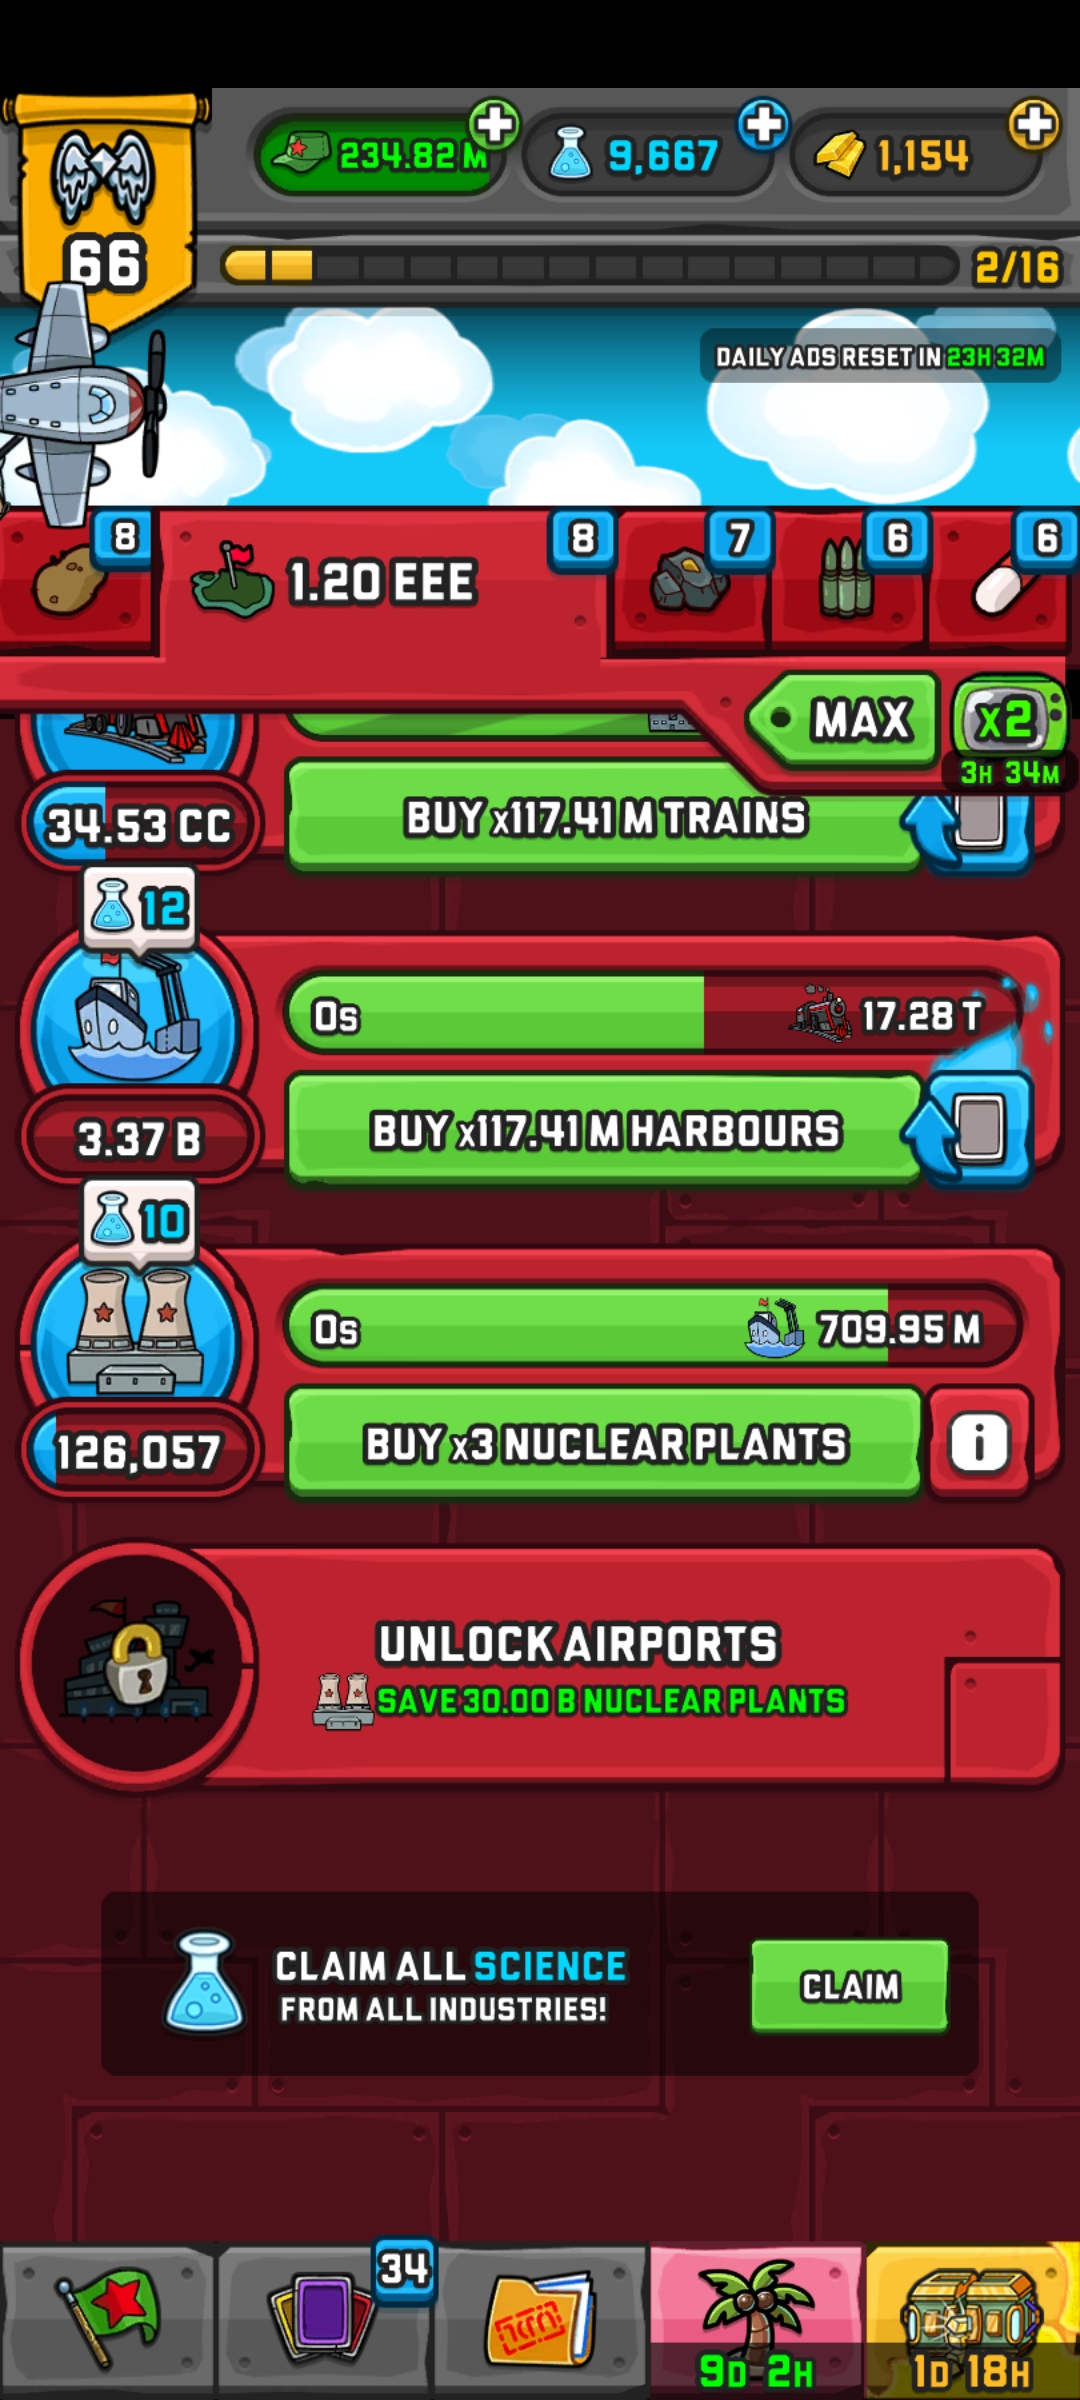 234.82 M
9,667
1,154
66
2/16
DAILY ADS RESET IN 23H 32M
8
1.20 EEE
8
7
6
6
MAX
x2
3H 34M
34.53 CC
BUY x117.41 M TRAINS
12
0s
17.28 T
3.37 B
BUY x117.41 M HARBOURS
10
0s
709.95 M
126,057
BUY x3 NUCLEAR PLANTS
i
UNLOCK AIRPORTS
SAVE 30.00 B NUCLEAR PLANTS
CLAIM ALL SCIENCE
FROM ALL INDUSTRIES!
CLAIM
34
9D 2H
1D 18H